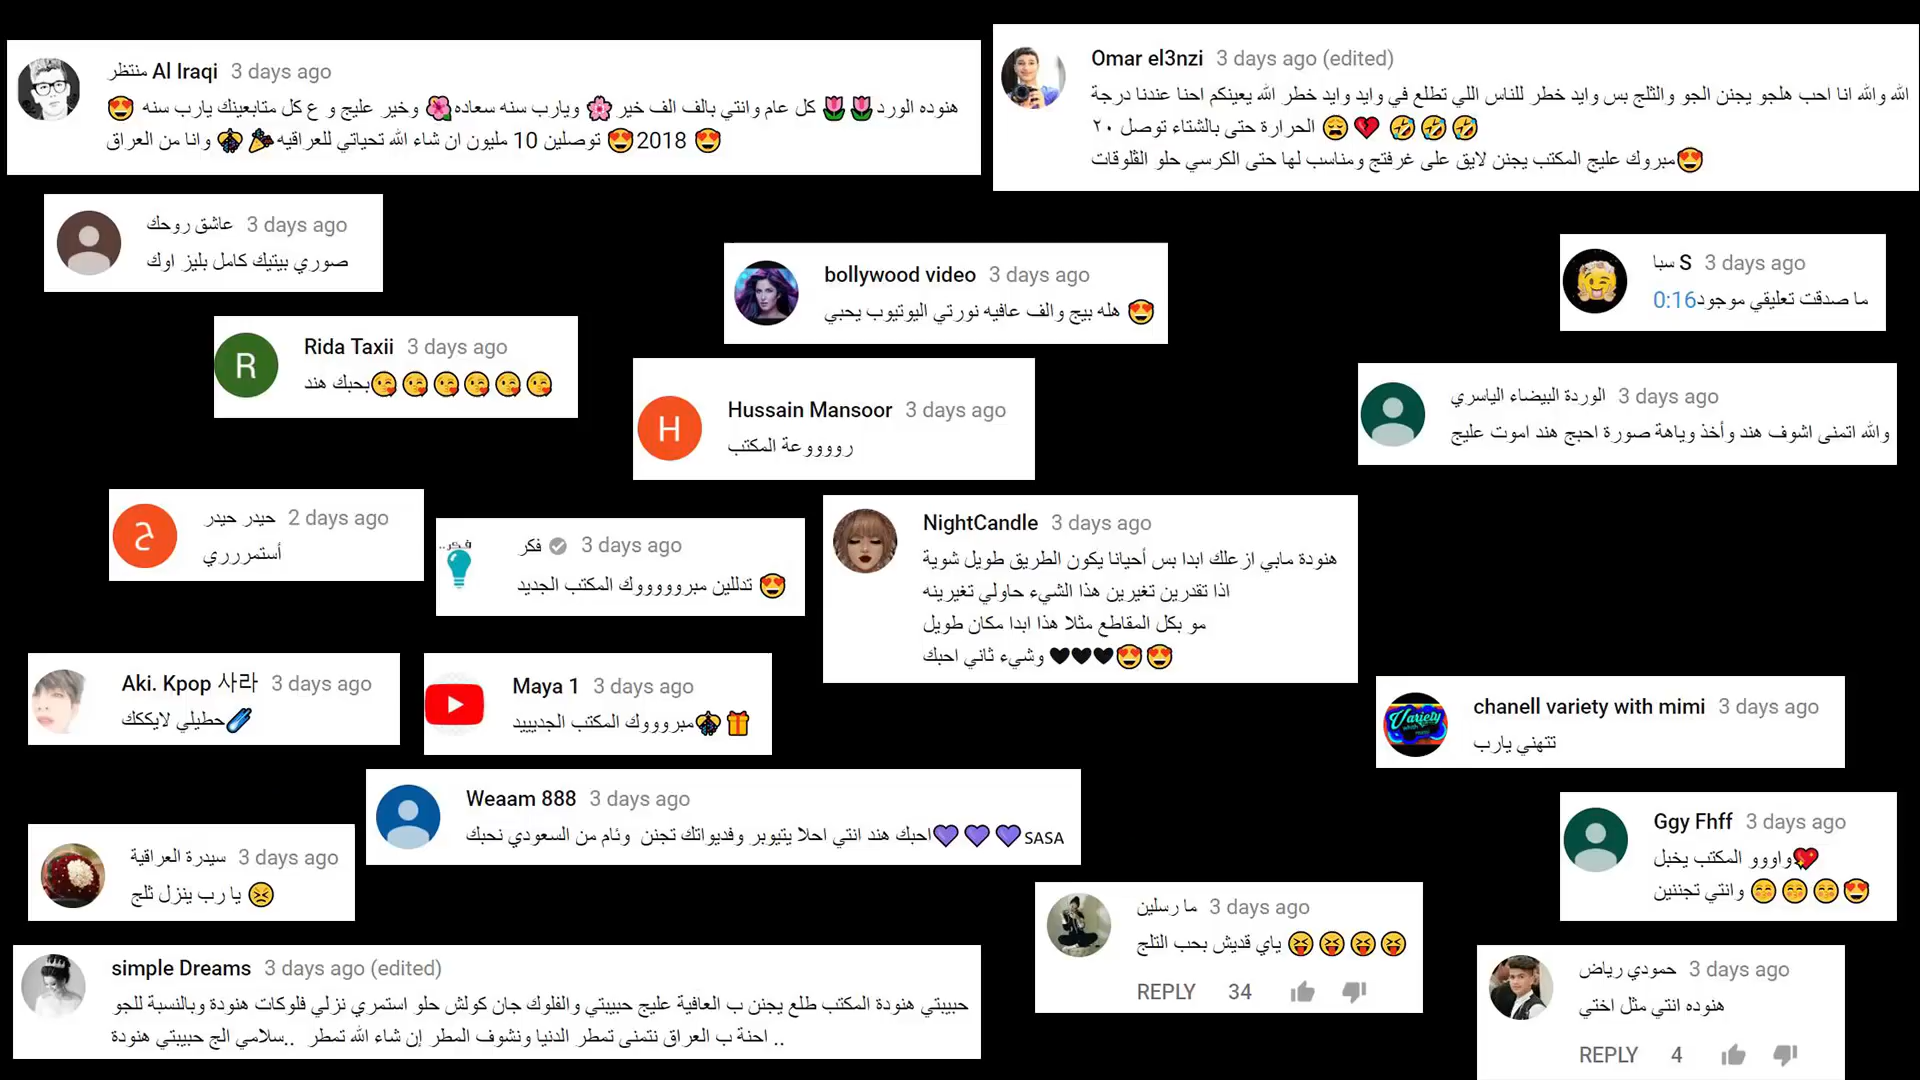 منتظر Al Iraqi 3 days ago
هنوده الورد🌷🌷 كل عام وانتي بالف الف خير 🌸 ويارب سنه سعاده🌺 وخير عليج و ع كل متابعينك يارب سنه 😍
2018 😍 😍 توصلين 10 مليون ان شاء الله تحياتي للعراقيه🎉 وانا من العراق
Omar el3nzi 3 days ago (edited)
الله والله انا احب هلجو يجنن الجو والثلج بس وايد خطر للناس اللي تطلع في وايد وايد خطر الله يعينكم احنا عندنا درجة
الحرارة حتى بالشتاء توصل ٢٠ 😩💔 🤣🤣🤣
مبروك عليج المكتب يجنن لايق على غرفتج ومناسب لها حتى الكرسي حلو الڤلوقات😍
عاشق روحك 3 days ago
صوري بيتيك كامل بليز اوك
bollywood video 3 days ago
هله بيج والف عافيه نورتي اليوتيوب يحبي 😍
سبا S 3 days ago
ما صدقت تعليقي موجود0:16
Rida Taxii 3 days ago
بحبك هند😘😘😘😘😘😘
Hussain Mansoor 3 days ago
رووووعة المكتب
الوردة البيضاء الياسري 3 days ago
والله اتمنى اشوف هند وأخذ وياهة صورة احبج هند اموت عليج
ح
حيدر حيدر 2 days ago
أستمرررري
فكر..
فكر 3 days ago
تدللين مبروووووووك المكتب الجديد 😍
NightCandle 3 days ago
هنودة مابي ازعلك ابدا بس أحيانا يكون الطريق طويل شوية
اذا تقدرين تغيرين هذا الشيء حاولي تغيرينه
مو بكل المقاطع مثلا هذا ابدا مكان طويل
وشيء ثاني احبك 🖤🖤🖤😍😍
Aki. Kpop 사라 3 days ago
حطيلي لايكككك☄
Maya 1 3 days ago
مبروووك المكتب الجدييييد🎁
chanell variety with mimi 3 days ago
تتهني يارب
Weaam 888 3 days ago
احبك هند انتي احلا يتيوبر وفديواتك تجنن وئام من السعودي نحبك💜💜💜SASA
سيدرة العراقية 3 days ago
يا رب ينزل ثلج 😣
Ggy Fhff 3 days ago
واووو المكتب يخبل💖
وانتي تجننين 😊😊😊😍
ما رسلين 3 days ago
ياي قديش بحب الثلج 😝😝😝😝
REPLY 34
simple Dreams 3 days ago (edited)
حبيبتي هنودة المكتب طلع يجنن ب العافية عليج حبيبتي والفلوك جان كولش حلو استمري نزلي فلوكات هنودة وبالنسبة للجو
احنة ب العراق نتمنى تمطر الدنيا ونشوف المطر إن شاء الله تمطر ..سلامي الج حبيبتي هنودة ..
حمودي رياض 3 days ago
هنوده انتي مثل اختي
REPLY 4